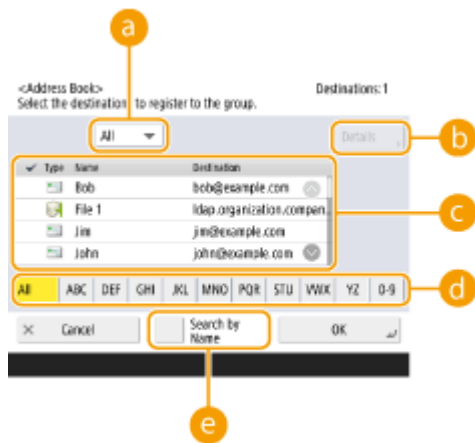 a
<Address Book>
Destinations: 1
Select the destination to register to the group.
All
Details
b
✓ Type Name Destination
Bob bob@example.com
File 1 ldap.organization.compan...
c
Jim jim@example.com
John john@example.com
All ABC DEF GHI JKL MNO PQR STU VWX YZ 0-9
d
× Cancel
Search by
Name
OK
e